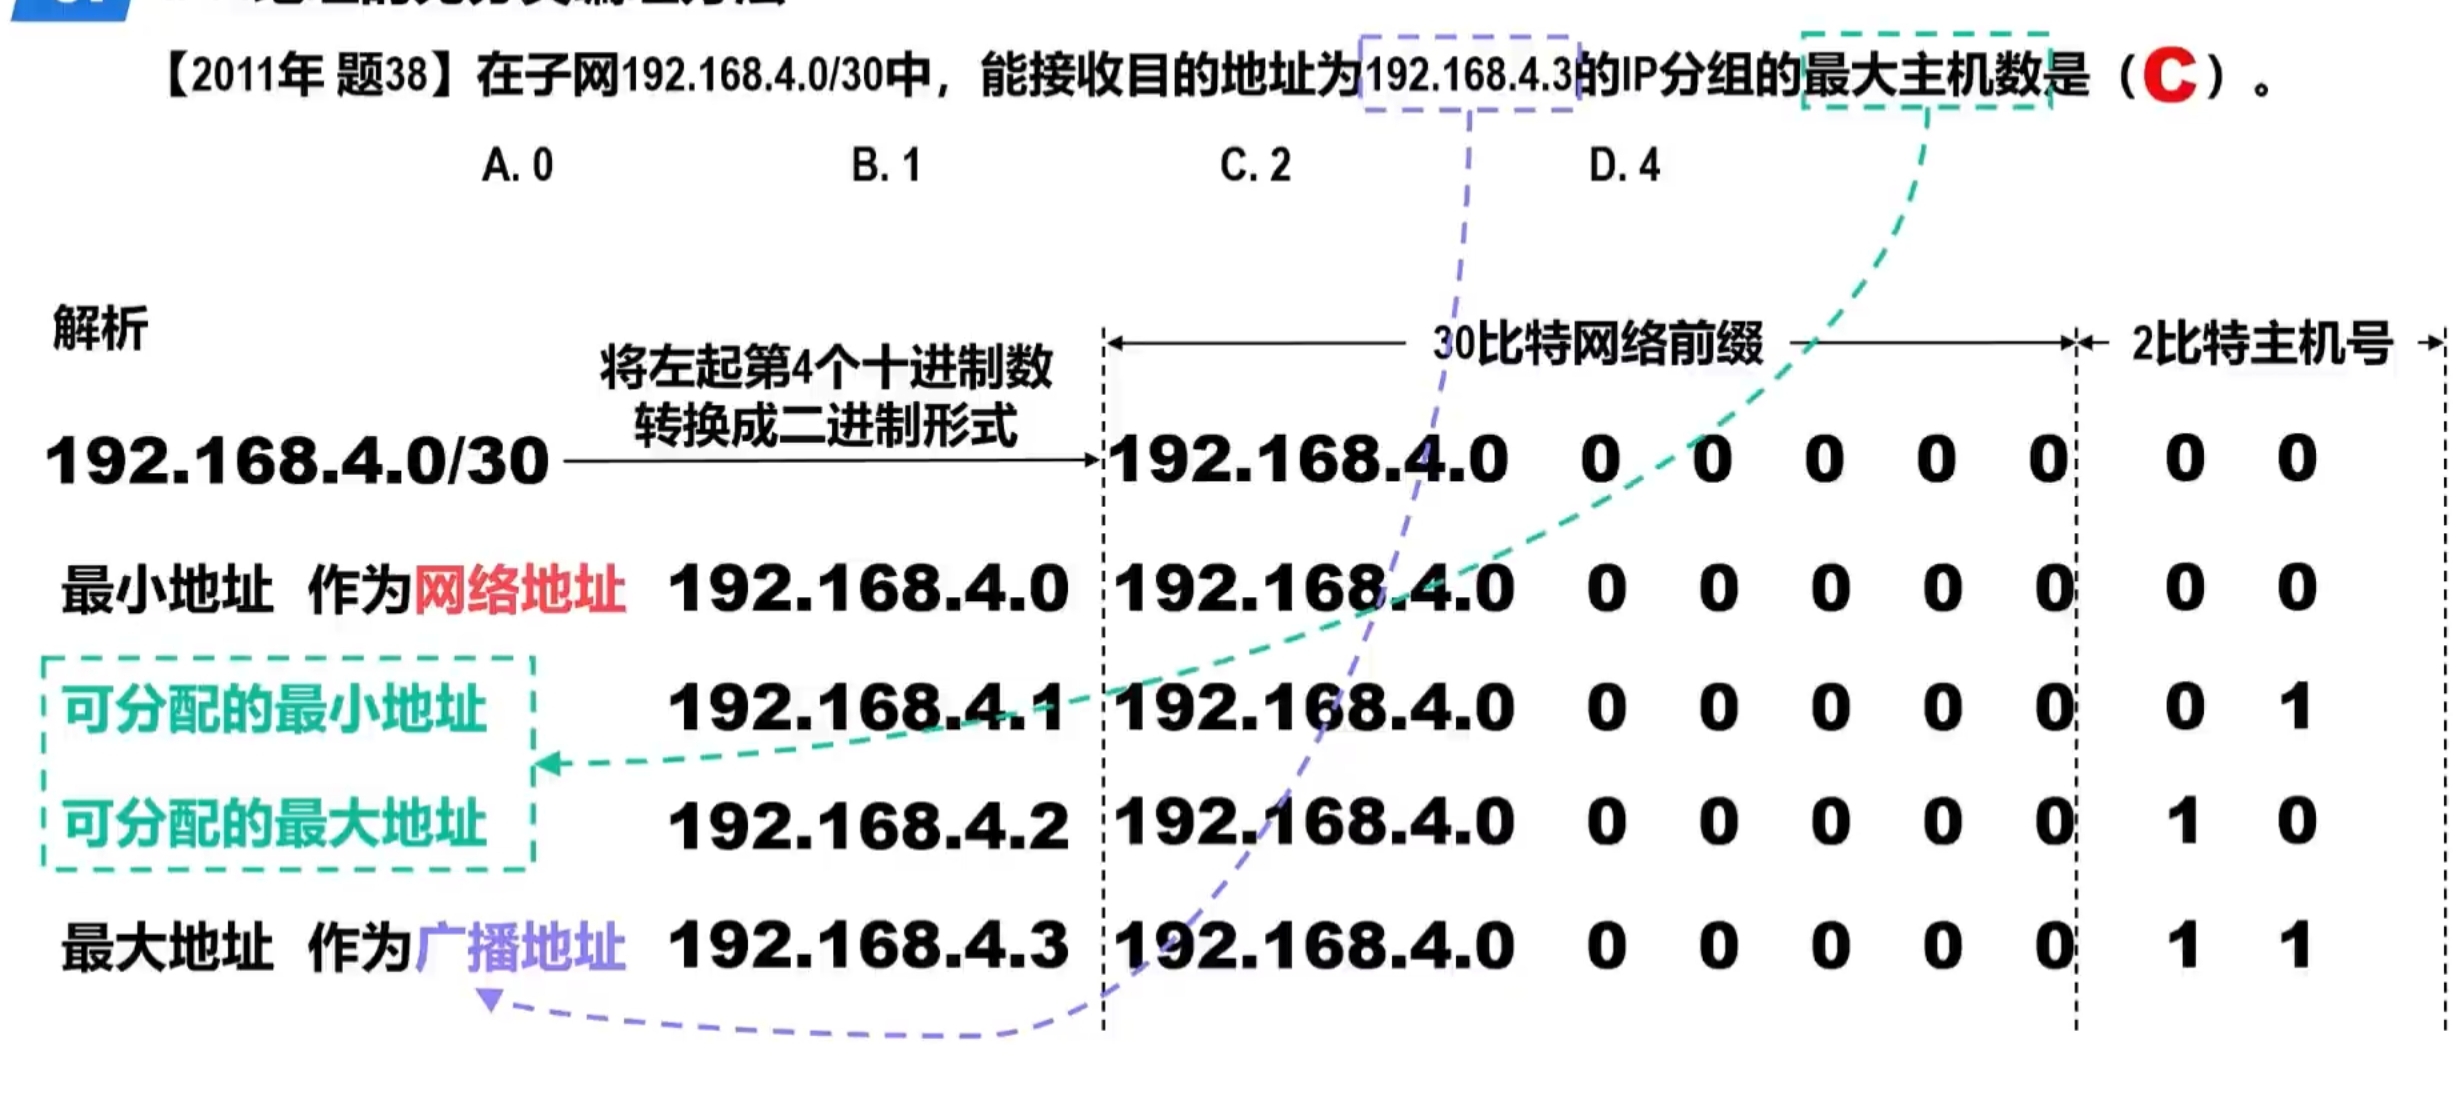 【2011年 题38】在子网192.168.4.0/30中，能接收目的地址为192.168.4.3的IP分组的最大主机数是（C）。
A. 0 B. 1 C. 2 D. 4
解析
将左起第4个十进制数
转换成二进制形式
30比特网络前缀 2比特主机号
192.168.4.0/30 192.168.4.0 0 0 0 0 0 0 0
最小地址 作为网络地址 192.168.4.0 192.168.4.0 0 0 0 0 0 0 0
可分配的最小地址 192.168.4.1 192.168.4.0 0 0 0 0 0 0 1
可分配的最大地址 192.168.4.2 192.168.4.0 0 0 0 0 0 1 0
最大地址 作为广播地址 192.168.4.3 192.168.4.0 0 0 0 0 0 1 1